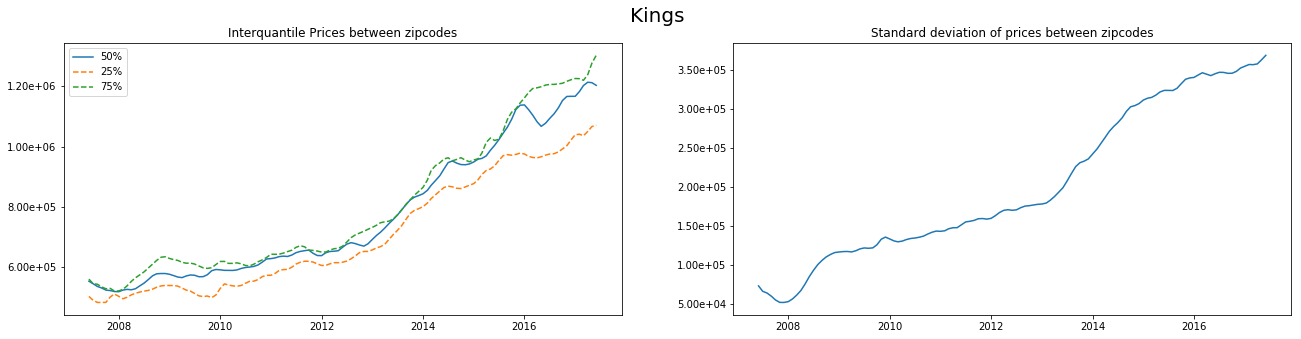 Kings
Interquantile Prices between zipcodes
50%
25%
75%
1.20e+06
1.00e+06
8.00e+05
6.00e+05
2008 2010 2012 2014 2016
Standard deviation of prices between zipcodes
3.50e+05
3.00e+05
2.50e+05
2.00e+05
1.50e+05
1.00e+05
5.00e+04
2008 2010 2012 2014 2016